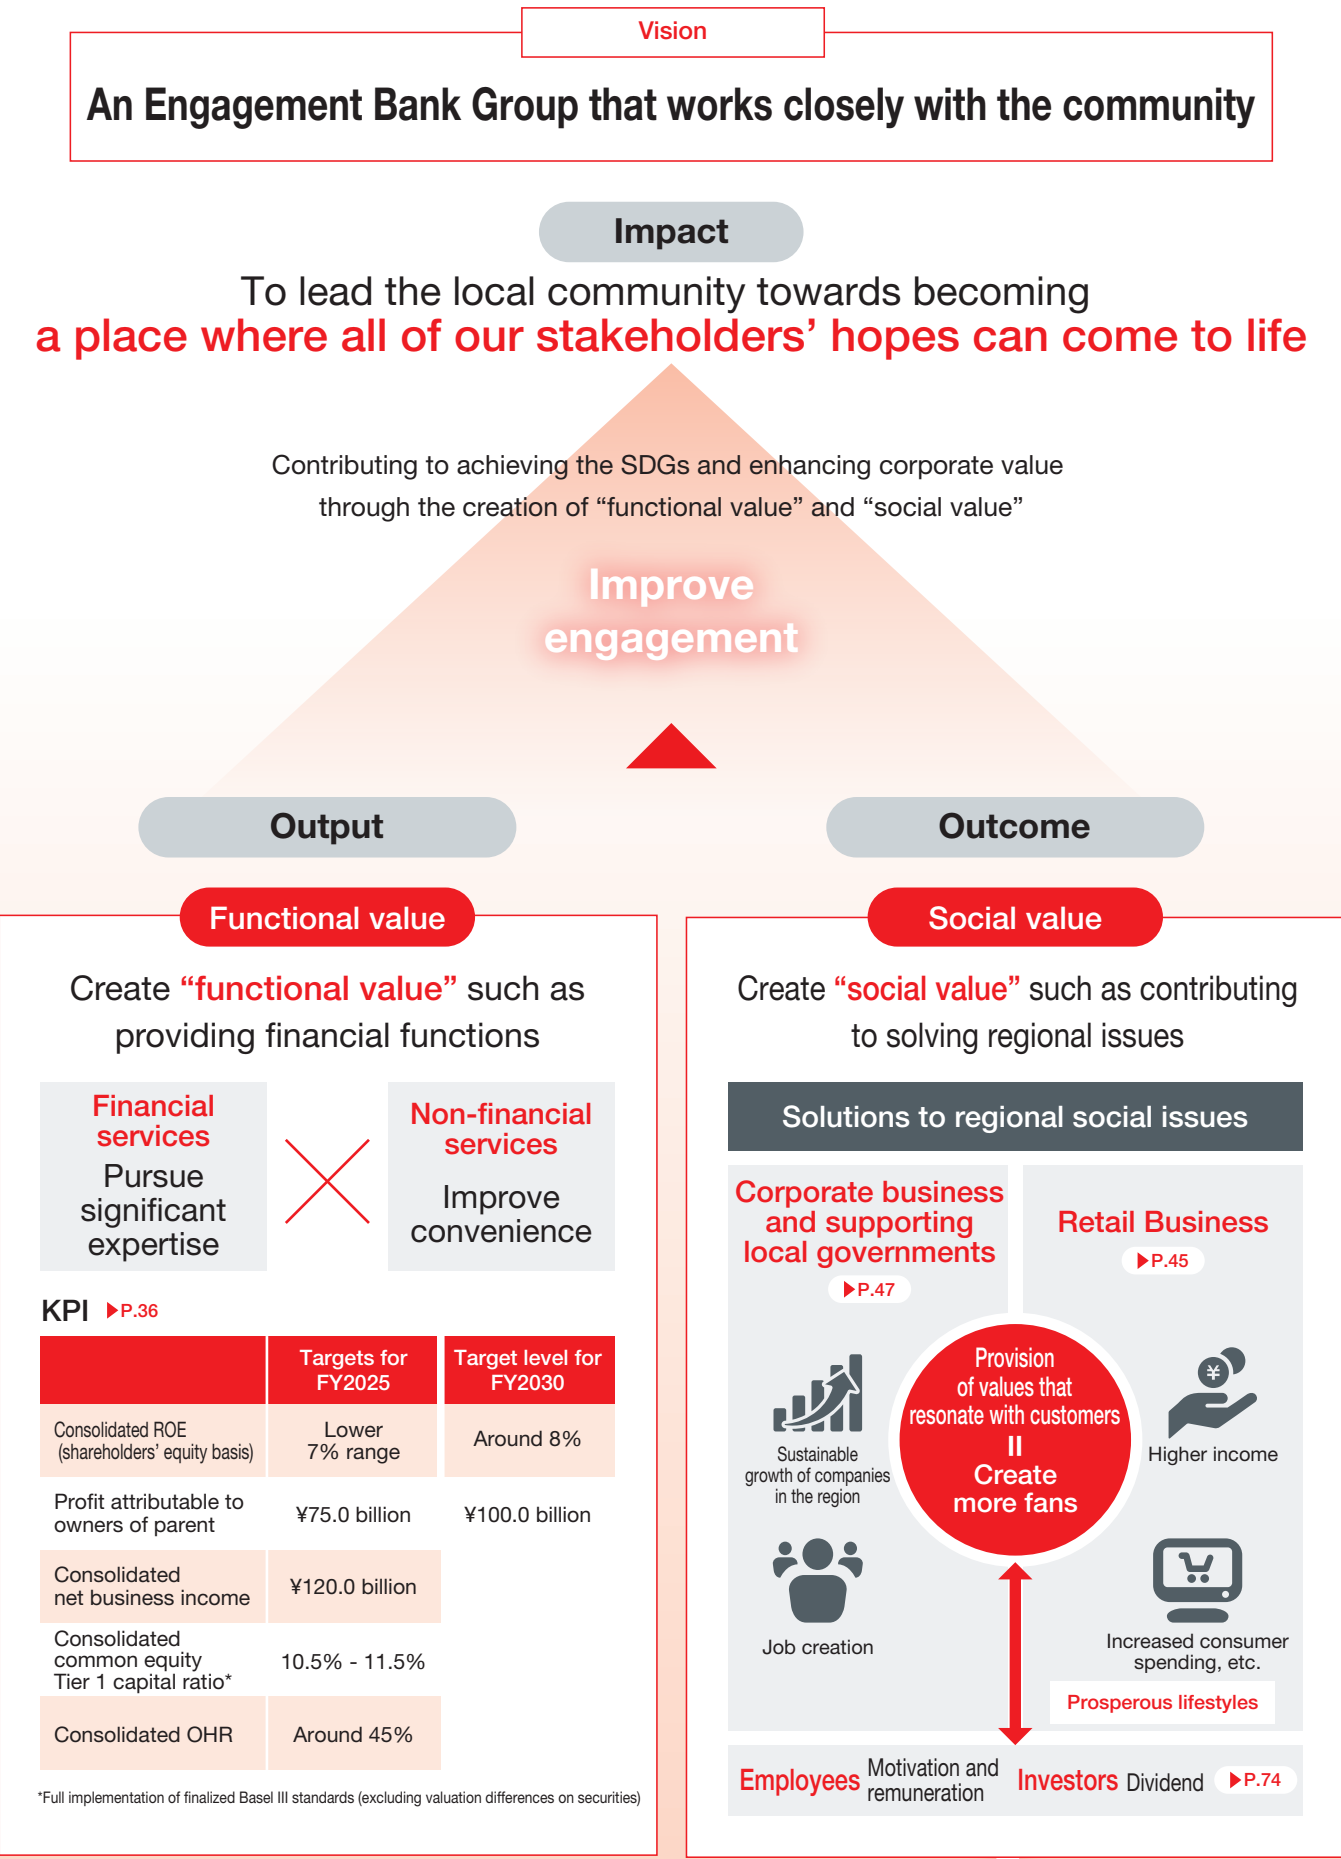 Vision
An Engagement Bank Group that works closely with the community
Impact
To lead the local community towards becoming
a place where all of our stakeholders’ hopes can come to life
Contributing to achieving the SDGs and enhancing corporate value
through the creation of “functional value” and “social value”
Improve
engagement
Output
Functional value
Create “functional value” such as
providing financial functions
Financial
services
Pursue
significant
expertise
Non-financial
services
Improve
convenience
KPI ▶P.36
Targets for
FY2025
Target level for
FY2030
Consolidated ROE
(shareholders’ equity basis)
Lower
7% range
Around 8%
Profit attributable to
owners of parent
¥75.0 billion
¥100.0 billion
Consolidated
net business income
¥120.0 billion
Consolidated
common equity
Tier 1 capital ratio*
10.5% - 11.5%
Consolidated OHR
Around 45%
*Full implementation of finalized Basel III standards (excluding valuation differences on securities)
Outcome
Social value
Create “social value” such as contributing
to solving regional issues
Solutions to regional social issues
Corporate business
and supporting
local governments
▶P.47
Retail Business
▶P.45
Provision
of values that
resonate with customers
=
Create
more fans
Sustainable
growth of companies
in the region
Job creation
¥
Higher income
Increased consumer
spending, etc.
Prosperous lifestyles
Employees Motivation and
remuneration
Investors Dividend ▶P.74